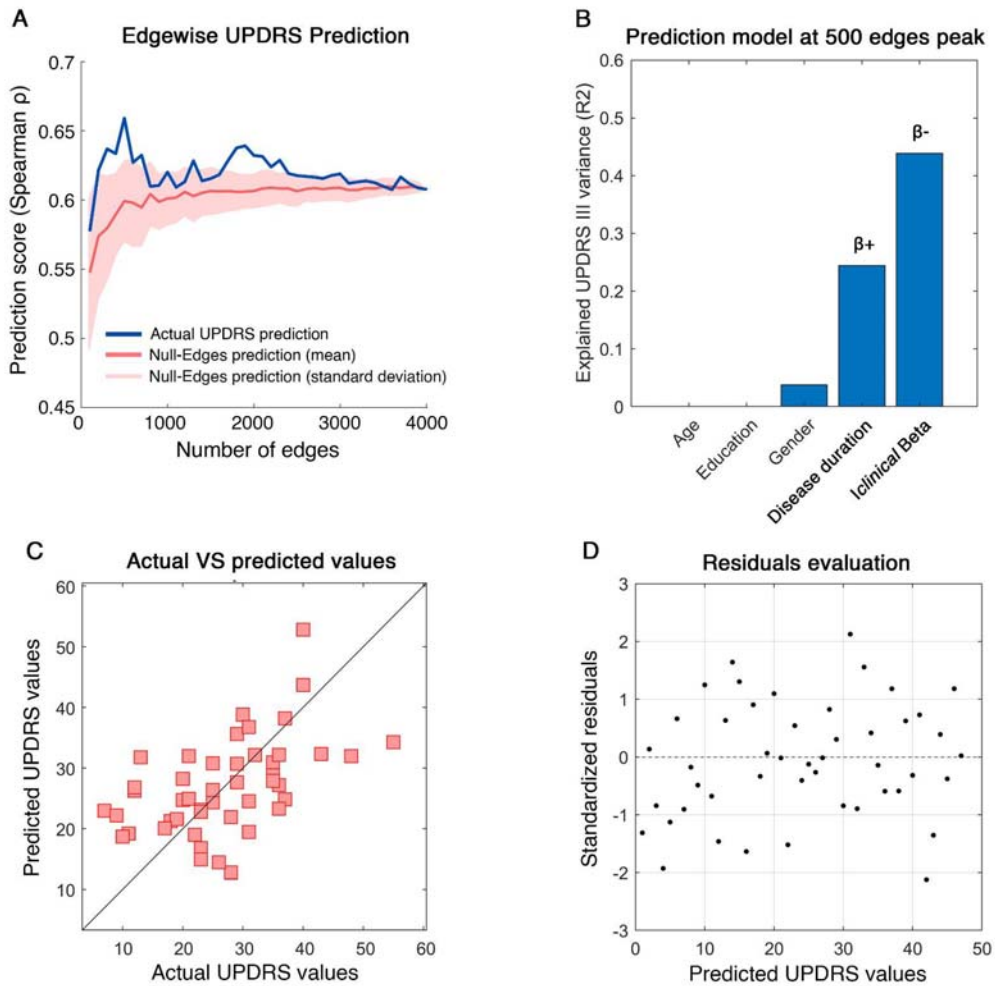 A
Edgewise UPDRS Prediction
Prediction score (Spearman ρ)
0.7
0.65
0.6
0.55
0.5
0.45
Actual UPDRS prediction
Null-Edges prediction (mean)
Null-Edges prediction (standard deviation)
0 1000 2000 3000 4000
Number of edges
B
Prediction model at 500 edges peak
Explained UPDRS III variance (R2)
0.6
0.5
0.4
0.3
0.2
0.1
0
β+
β-
Age
Education
Gender
Disease duration
Iclinical Beta
C
Actual VS predicted values
Predicted UPDRS values
60
50
40
30
20
10
10 20 30 40 50 60
Actual UPDRS values
D
Residuals evaluation
Standardized residuals
3
2
1
0
-1
-2
-3
0 10 20 30 40 50
Predicted UPDRS values